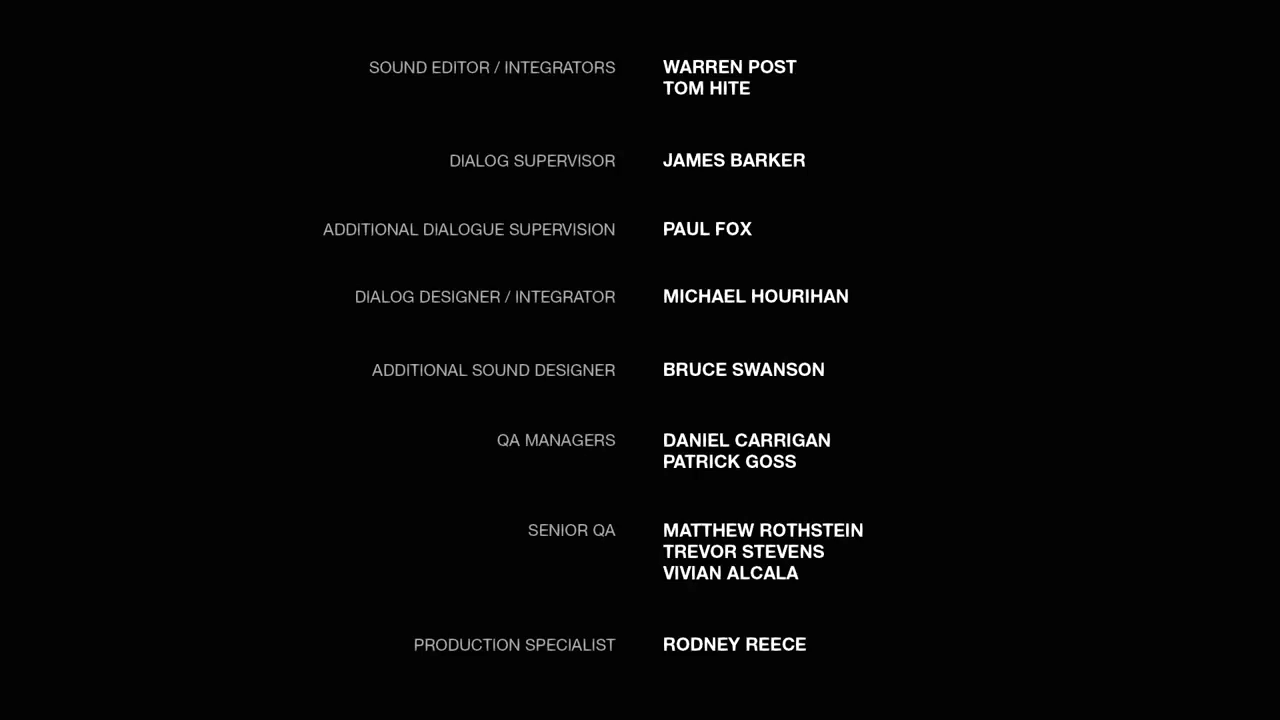 SOUND EDITOR / INTEGRATORS WARREN POST
TOM HITE
DIALOG SUPERVISOR JAMES BARKER
ADDITIONAL DIALOGUE SUPERVISION PAUL FOX
DIALOG DESIGNER / INTEGRATOR MICHAEL HOURIHAN
ADDITIONAL SOUND DESIGNER BRUCE SWANSON
QA MANAGERS DANIEL CARRIGAN
PATRICK GOSS
SENIOR QA MATTHEW ROTHSTEIN
TREVOR STEVENS
VIVIAN ALCALA
PRODUCTION SPECIALIST RODNEY REECE